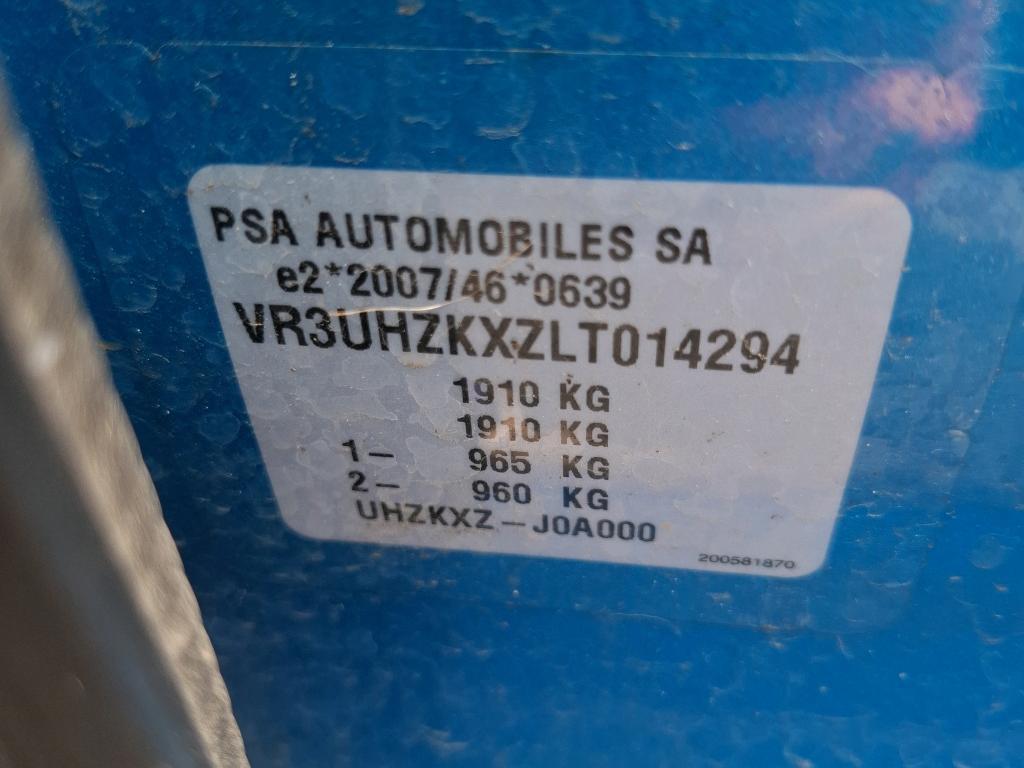 PSA AUTOMOBILES SA
e2*2007/46*0639
VR3UHZKXZLT014294
1910 KG
1910 KG
1- 965 KG
2- 960 KG
UHZKXZ-J0A000
200581870